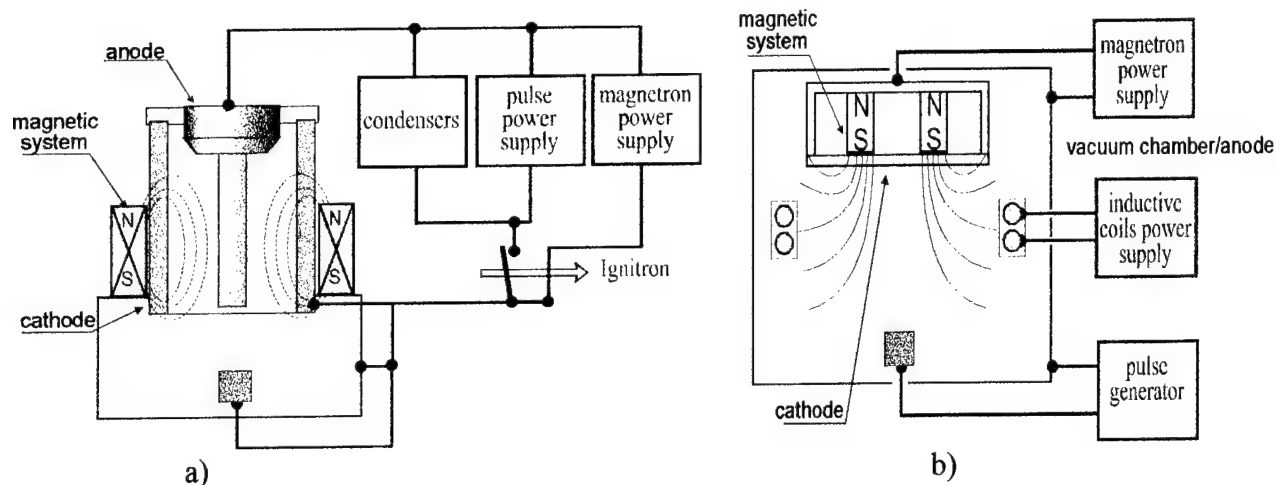 anode
magnetic
system
N
S
N
S
cathode
condensers
pulse
power
supply
magnetron
power
supply
Ignitron
a)
magnetic
system
N
S
N
S
magnetron
power
supply
vacuum chamber/anode
inductive
coils power
supply
pulse
generator
cathode
b)